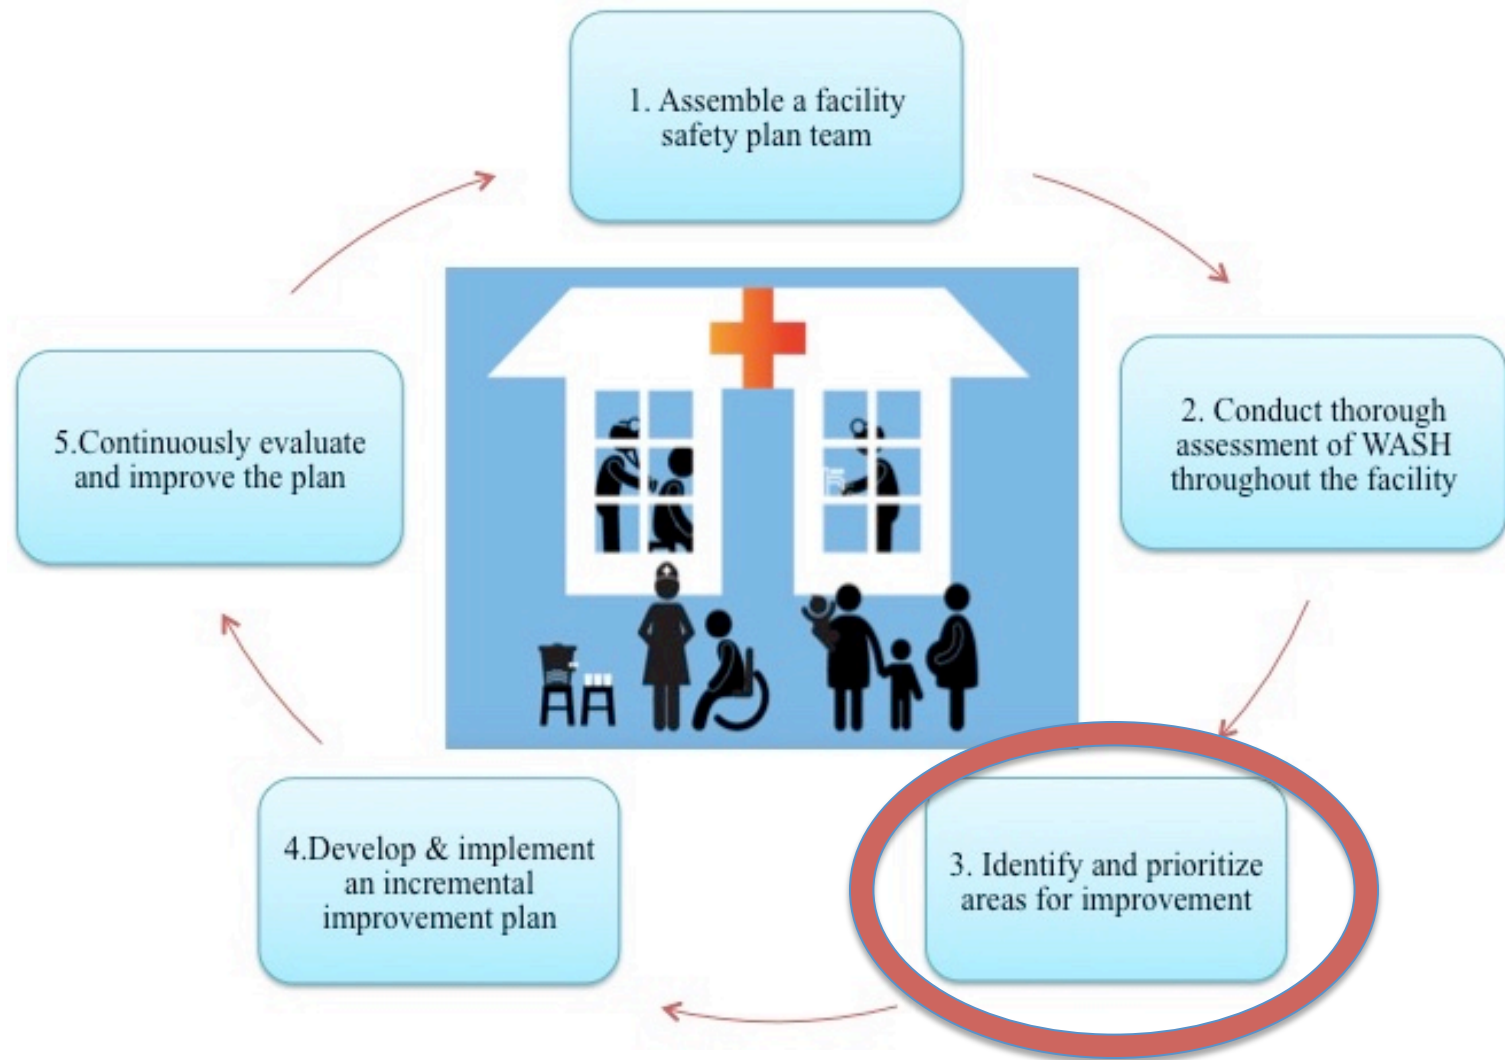 1. Assemble a facility
safety plan team
2. Conduct thorough
assessment of WASH
throughout the facility
3. Identify and prioritize
areas for improvement
4.Develop & implement
an incremental
improvement plan
5.Continuously evaluate
and improve the plan